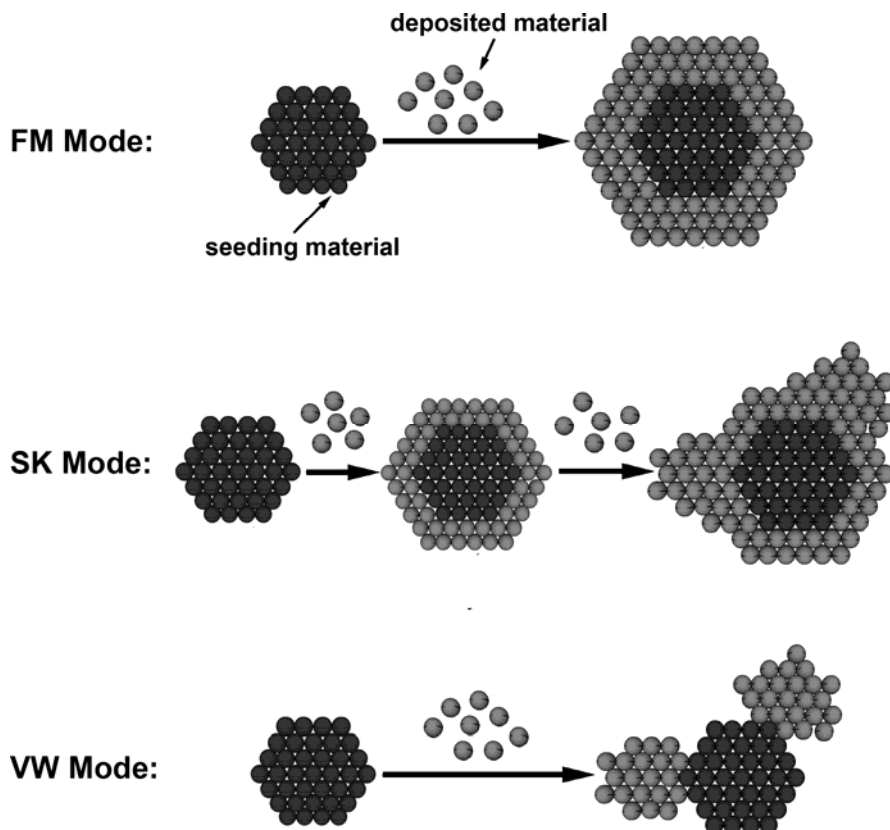 deposited material
FM Mode:
seeding material
SK Mode:
VW Mode: